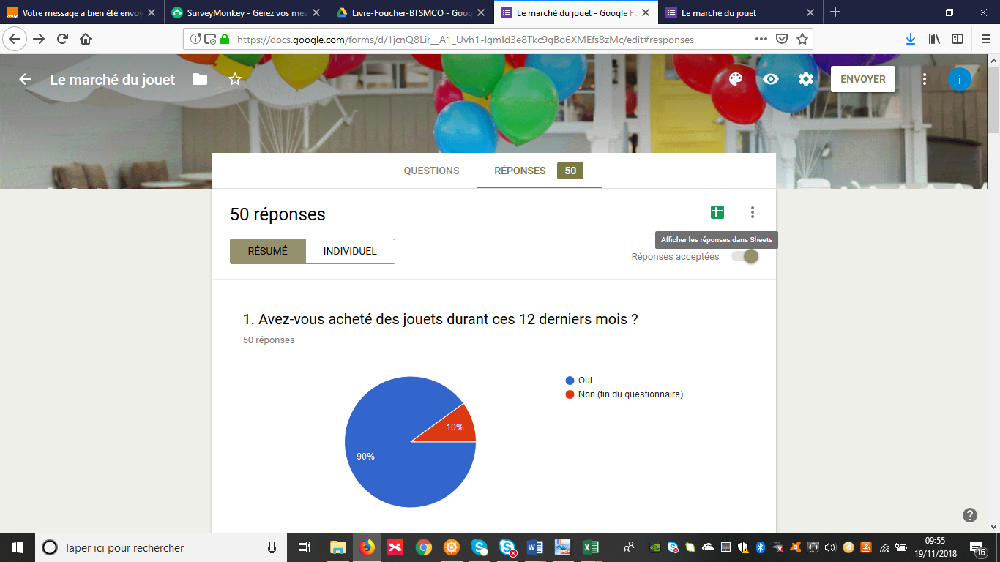 Votre message a bien été envoy
SurveyMonkey - Gérez vos mes
Livre-Foucher-BTSMCO - Goog
Le marché du jouet - Google Fo
Le marché du jouet
https://docs.google.com/forms/d/1jcnQ8Lir__A1_Uvh1-IgmId3e8Tkc9gBo6XMEfs8zMc/edit#responses
Le marché du jouet
ENVOYER
i
QUESTIONS
RÉPONSES
50
50 réponses
Afficher les réponses dans Sheets
RÉSUMÉ
INDIVIDUEL
Réponses acceptées
1. Avez-vous acheté des jouets durant ces 12 derniers mois ?
50 réponses
Oui
Non (fin du questionnaire)
10%
90%
Taper ici pour rechercher
09:55
19/11/2018
16